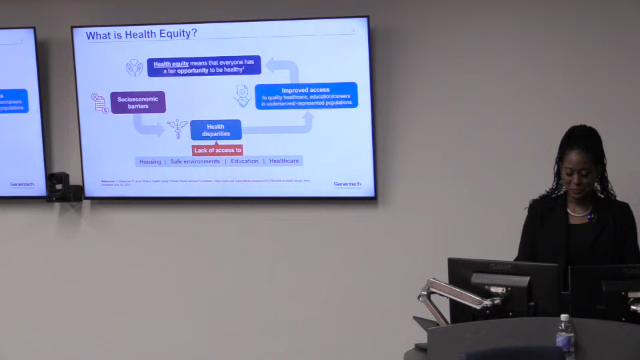 What is Health Equity?
Health equity means that everyone has
a fair opportunity to be healthy¹
Socioeconomic
barriers
Improved access
to quality healthcare, education/careers
in underserved/represented populations
Health
disparities
Lack of access to
Housing | Safe environments | Education | Healthcare
Genentech
Genentech